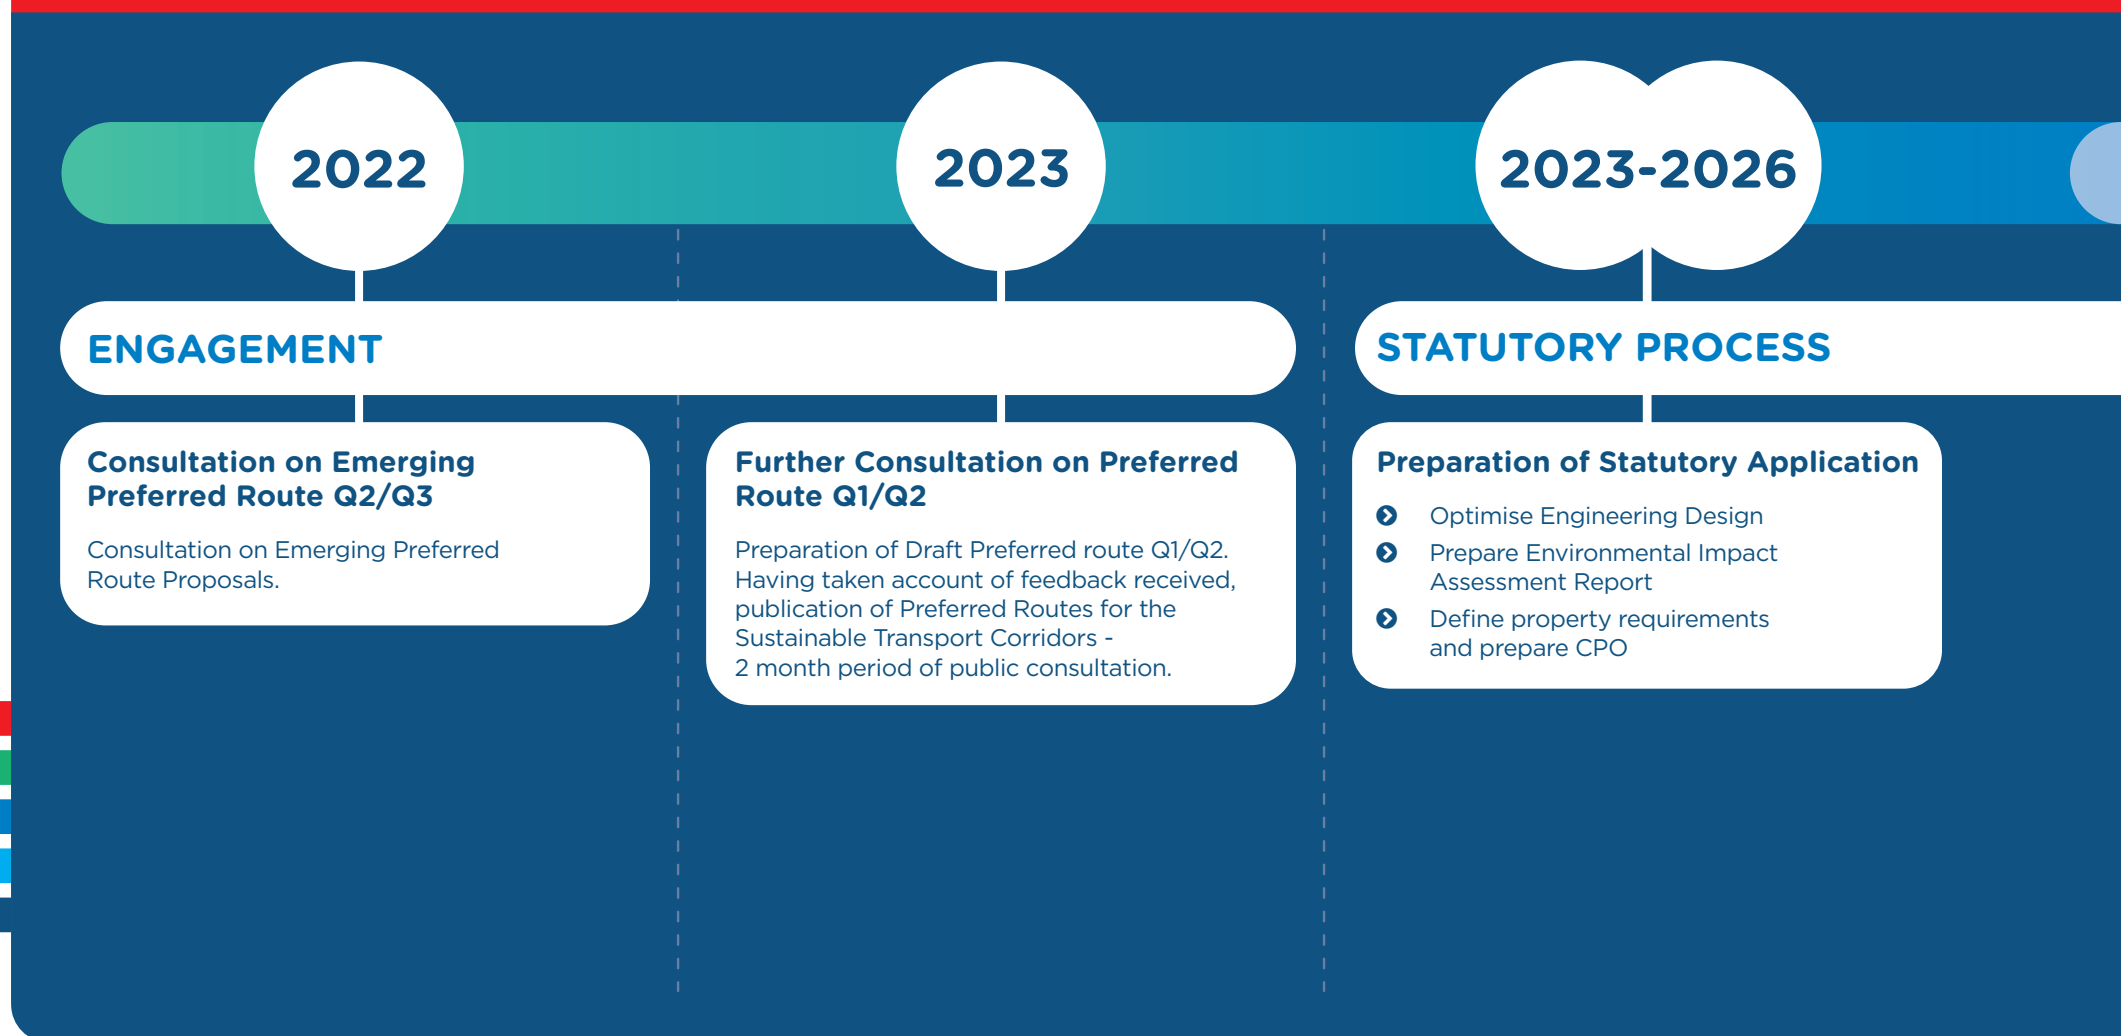 2022
2023
2023-2026
ENGAGEMENT
STATUTORY PROCESS
Consultation on Emerging
Preferred Route Q2/Q3
Consultation on Emerging Preferred
Route Proposals.
Further Consultation on Preferred
Route Q1/Q2
Preparation of Draft Preferred route Q1/Q2.
Having taken account of feedback received,
publication of Preferred Routes for the
Sustainable Transport Corridors -
2 month period of public consultation.
Preparation of Statutory Application
Optimise Engineering Design
Prepare Environmental Impact
Assessment Report
Define property requirements
and prepare CPO